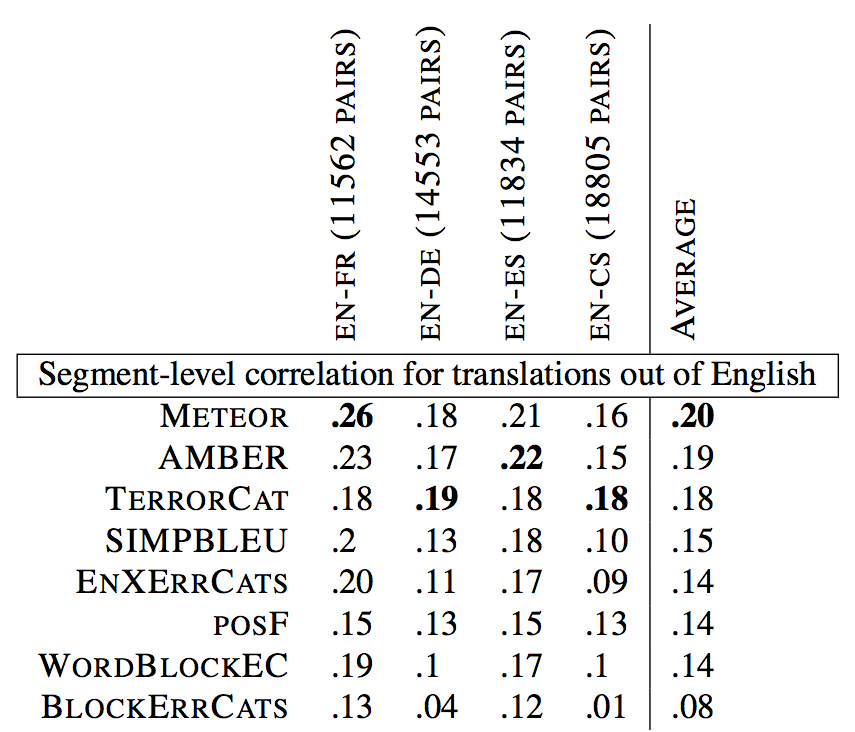 EN-FR (11562 PAIRS) EN-DE (14553 PAIRS) EN-ES (11834 PAIRS) EN-CS (18805 PAIRS) AVERAGE
Segment-level correlation for translations out of English
METEOR .26 .18 .21 .16 .20
AMBER .23 .17 .22 .15 .19
TERRORCAT .18 .19 .18 .18 .18
SIMPBLEU .2 .13 .18 .10 .15
ENXERRCATS .20 .11 .17 .09 .14
POSF .15 .13 .15 .13 .14
WORDBLOCKEC .19 .1 .17 .1 .14
BLOCKERRCATS .13 .04 .12 .01 .08